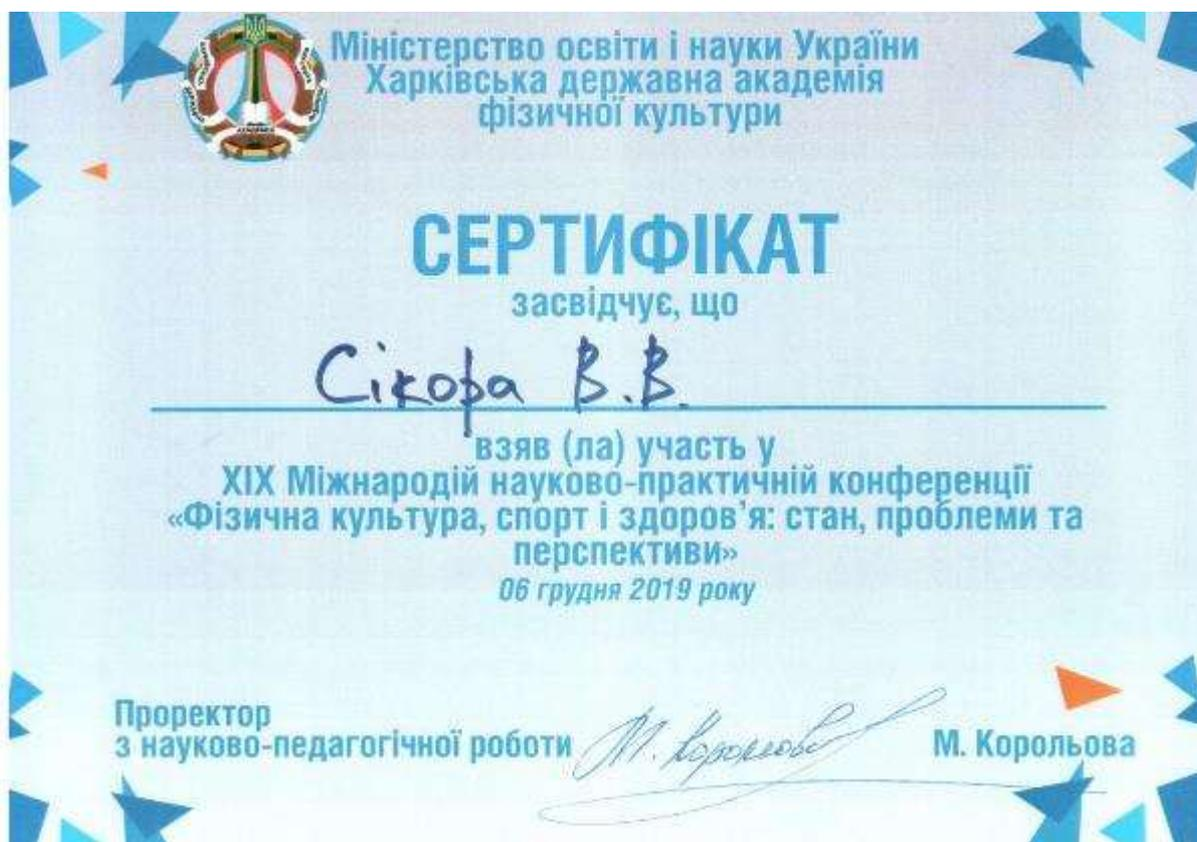 Міністерство освіти і науки України
Харківська державна академія
фізичної культури
СЕРТИФІКАТ
засвідчує, що
Сікора В.В.
взяв (ла) участь у
XIX Міжнародій науково-практичній конференції
«Фізична культура, спорт і здоров’я: стан, проблеми та
перспективи»
06 грудня 2019 року
Проректор
з науково-педагогічної роботи М. Корольова М. Корольова